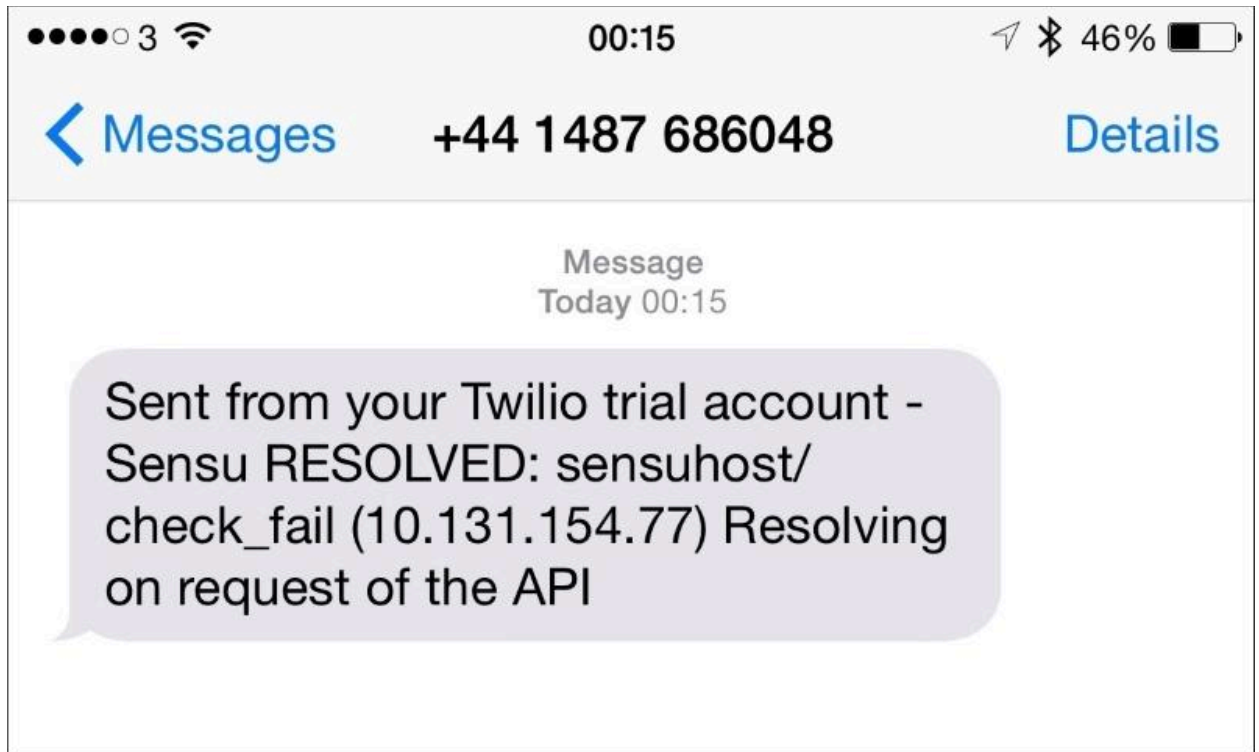 3 00:15 46%
Messages +44 1487 686048 Details
Message
Today 00:15
Sent from your Twilio trial account -
Sensu RESOLVED: sensuhost/
check_fail (10.131.154.77) Resolving
on request of the API